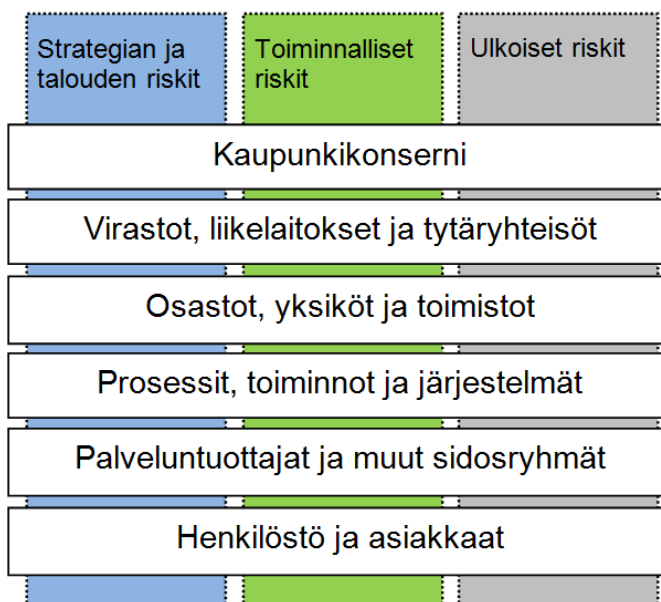 Strategian ja
talouden riskit
Toiminnalliset
riskit
Ulkoiset riskit
Kaupunkikonserni
Virastot, liikelaitokset ja tytäryhteisöt
Osastot, yksiköt ja toimistot
Prosessit, toiminnot ja järjestelmät
Palveluntuottajat ja muut sidosryhmät
Henkilöstö ja asiakkaat